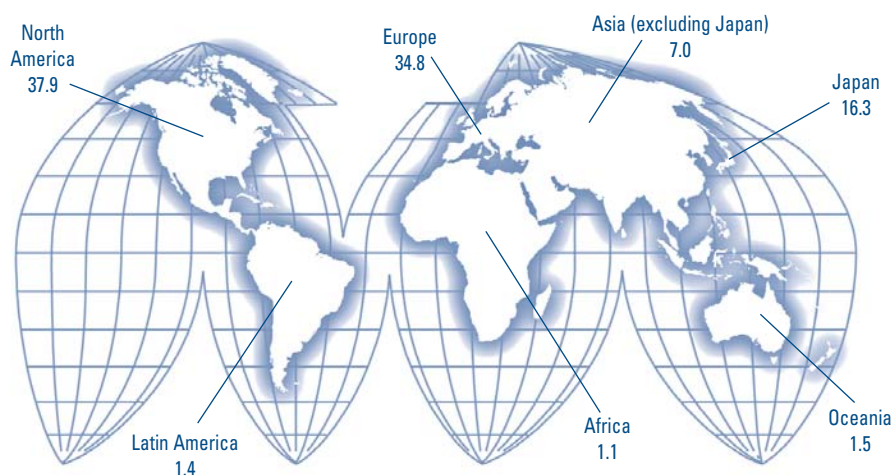 North
America
37.9
Europe
34.8
Asia (excluding Japan)
7.0
Japan
16.3
Latin America
1.4
Africa
1.1
Oceania
1.5